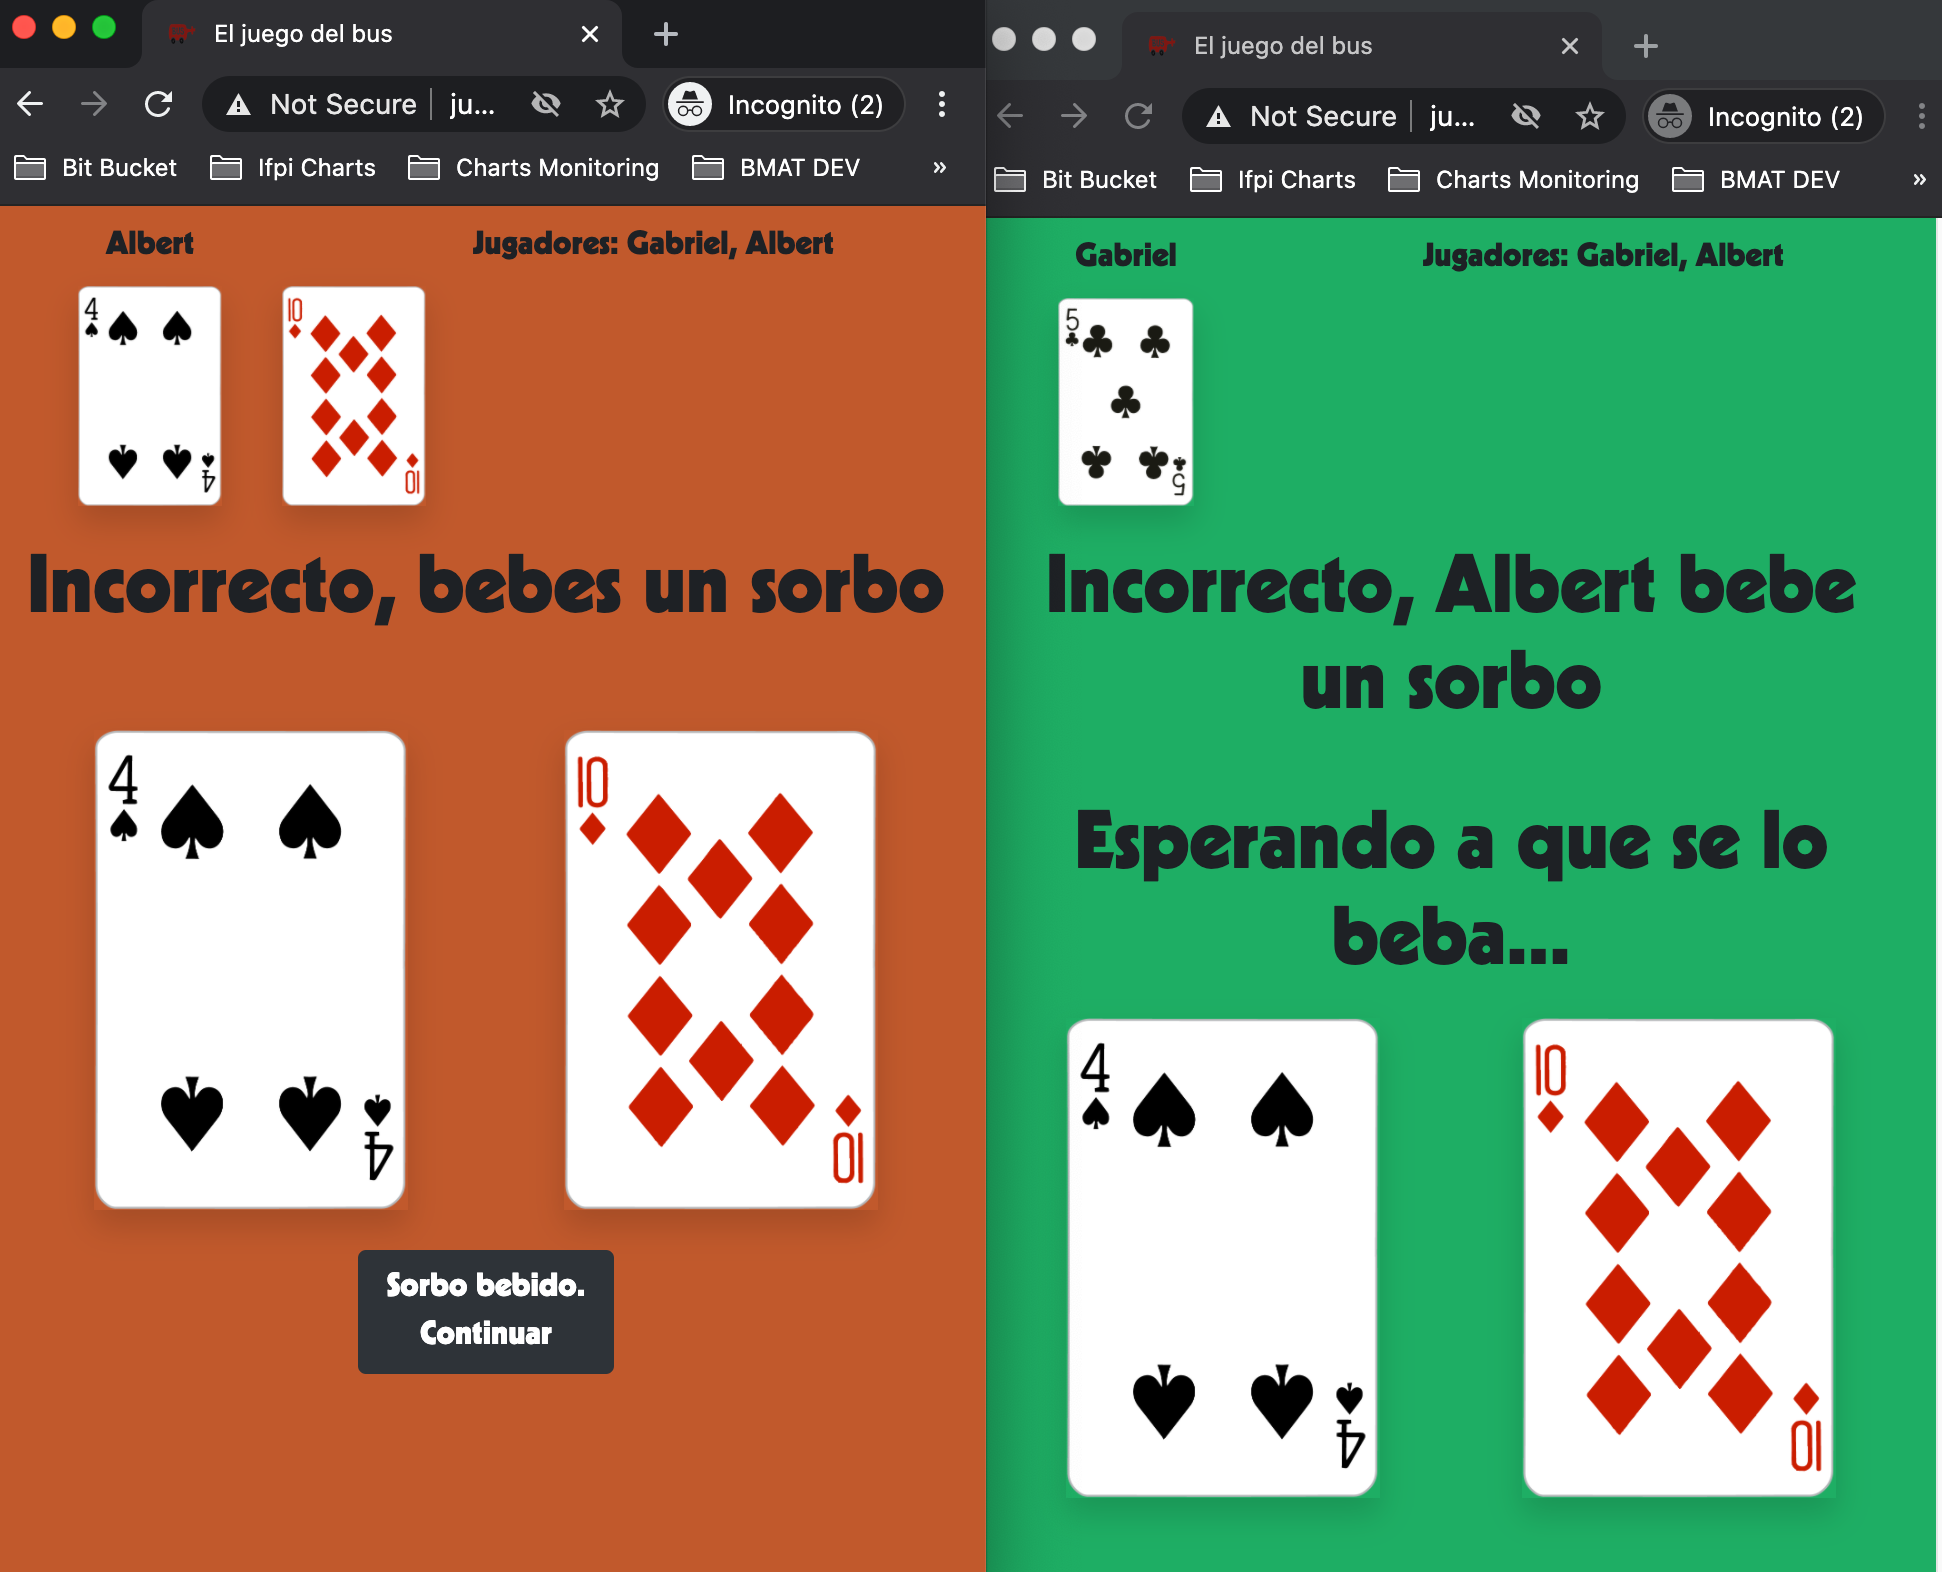 El juego del bus
Not Secure ju...
Incognito (2)
Bit Bucket
Ifpi Charts
Charts Monitoring
BMAT DEV
»
Albert
Jugadores: Gabriel, Albert
4
4
10
10
Incorrecto, bebes un sorbo
4
4
10
10
Sorbo bebido.
Continuar
El juego del bus
Not Secure ju...
Incognito (2)
Bit Bucket
Ifpi Charts
Charts Monitoring
BMAT DEV
»
Gabriel
Jugadores: Gabriel, Albert
5
5
Incorrecto, Albert bebe
un sorbo
Esperando a que se lo
beba...
4
4
10
10